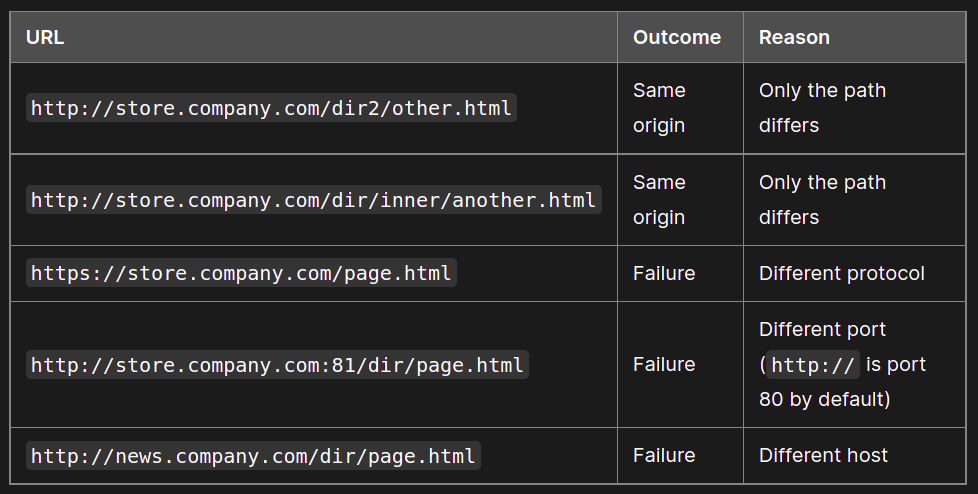 URL Outcome Reason
http://store.company.com/dir2/other.html
Same
origin
Only the path
differs
http://store.company.com/dir/inner/another.html
Same
origin
Only the path
differs
https://store.company.com/page.html Failure Different protocol
http://store.company.com:81/dir/page.html
Failure
Different port
(http:// is port
80 by default)
http://news.company.com/dir/page.html Failure Different host